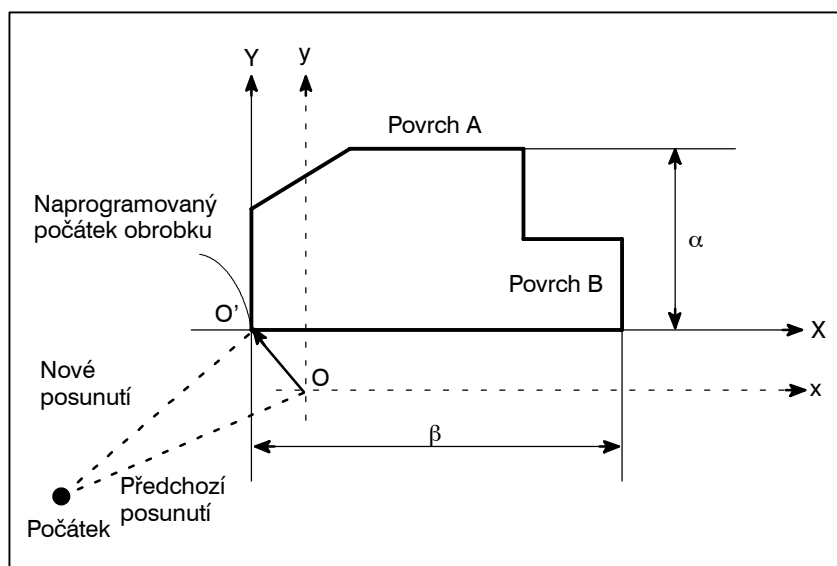 Y
y
Povrch A
Naprogramovaný
počátek obrobku
α
Povrch B
O’
X
Nové
posunutí
O
x
β
Předchozí
posunutí
Počátek